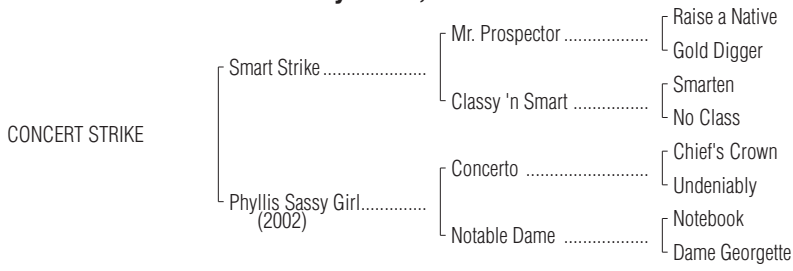 Raise a Native
Mr. Prospector ...................
Gold Digger
Smart Strike ......................
Smarten
Classy 'n Smart ................
No Class
CONCERT STRIKE
Chief's Crown
Concerto ..........................
Undeniably
Phyllis Sassy Girl..............
(2002)
Notebook
Notable Dame ..................
Dame Georgette